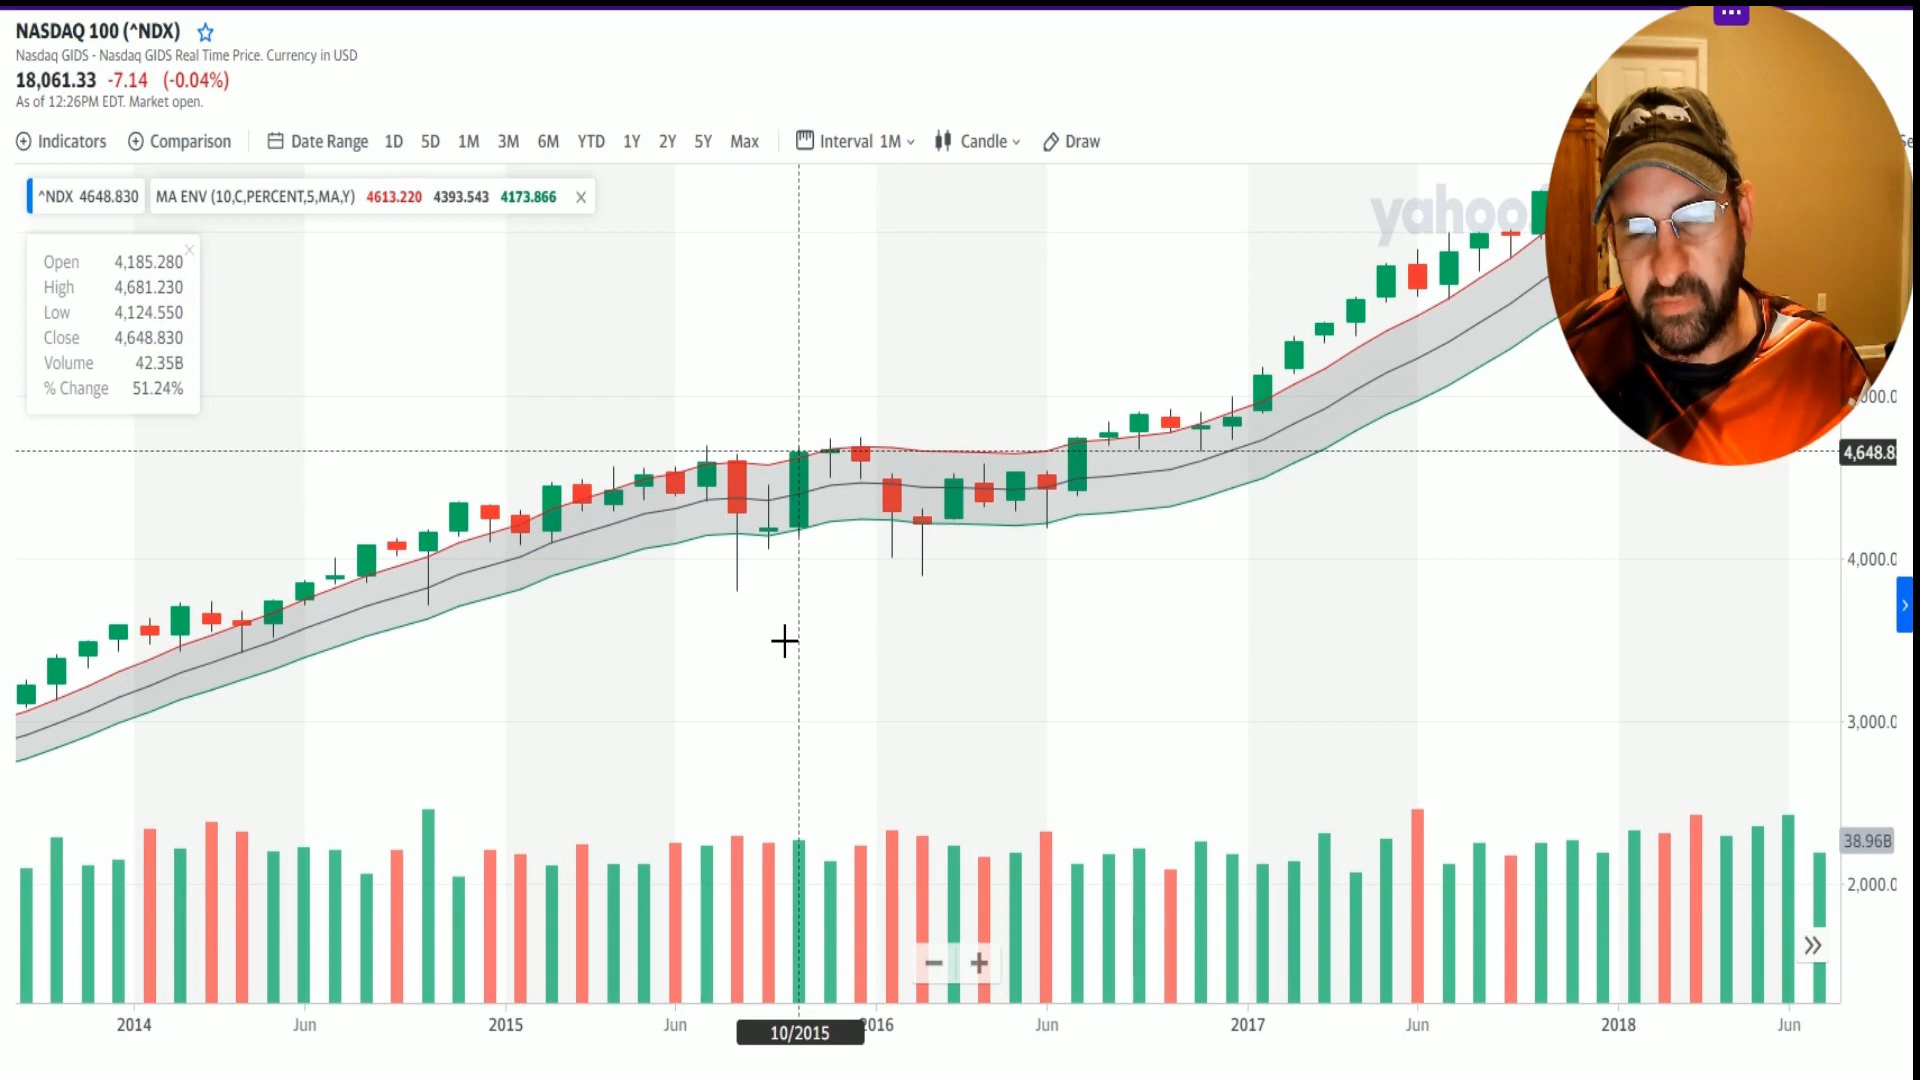 NASDAQ 100 (^NDX)
Nasdaq GIDS - Nasdaq GIDS Real Time Price. Currency in USD
18,061.33 -7.14 (-0.04%)
As of 12:26PM EDT. Market open.
Indicators Comparison Date Range 1D 5D 1M 3M 6M YTD 1Y 2Y 5Y Max Interval 1M Candle Draw
^NDX 4648.830 MA ENV (10,C,PERCENT,5,MA,Y) 4613.220 4393.543 4173.866 X
yahoo
Open 4,185.280
High 4,681.230
Low 4,124.550
Close 4,648.830
Volume 42.35B
% Change 51.24%
4,648.8
4,000.0
3,000.0
38.96B
2,000.0
2014 Jun 2015 Jun 10/2015 2016 Jun 2017 Jun 2018 Jun